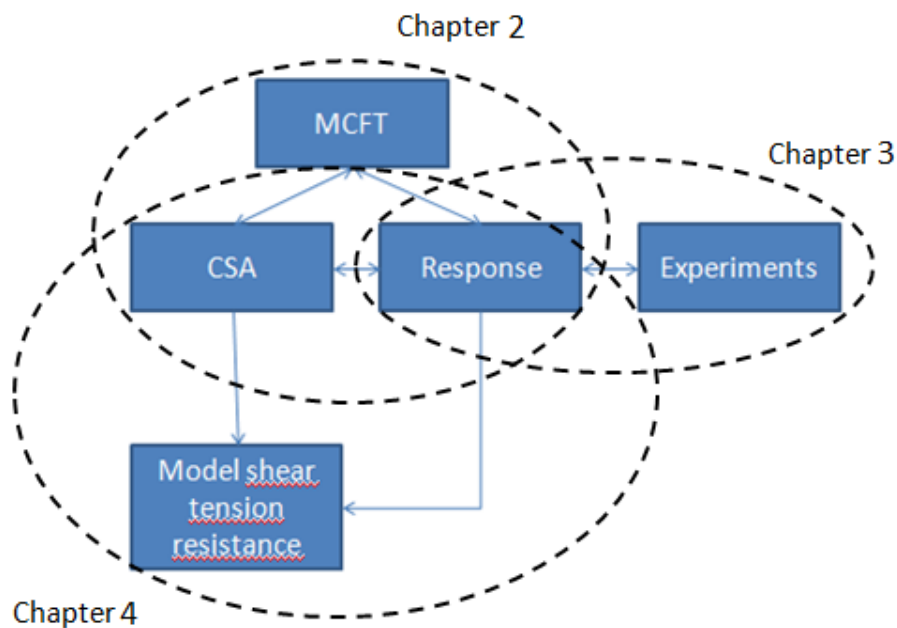 Chapter 2
MCFT
Chapter 3
CSA
Response
Experiments
Model shear
tension
resistance
Chapter 4